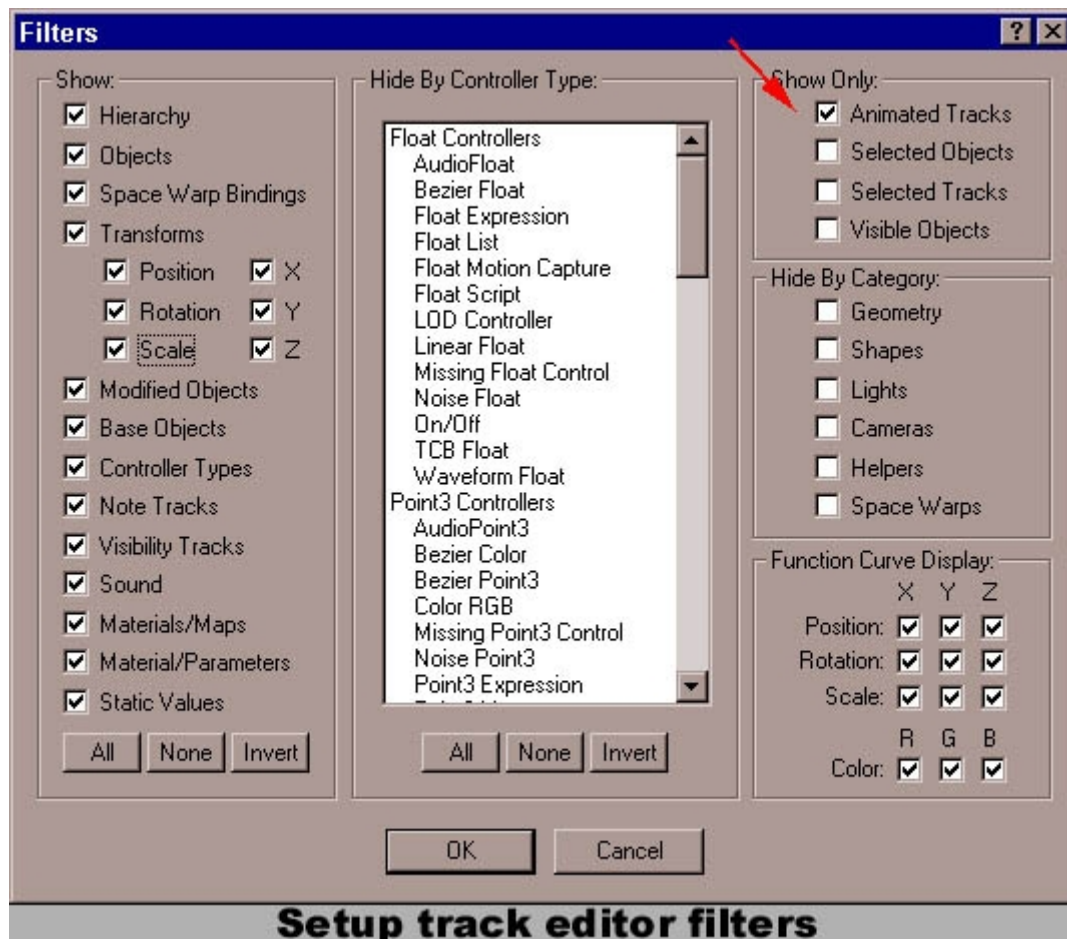 Filters
Show:
Hierarchy
Objects
Space Warp Bindings
Transforms
Position X
Rotation Y
Scale Z
Modified Objects
Base Objects
Controller Types
Note Tracks
Visibility Tracks
Sound
Materials/Maps
Material/Parameters
Static Values
All None Invert
Hide By Controller Type:
Float Controllers
AudioFloat
Bezier Float
Float Expression
Float List
Float Motion Capture
Float Script
LOD Controller
Linear Float
Missing Float Control
Noise Float
On/Off
TCB Float
Waveform Float
Point3 Controllers
AudioPoint3
Bezier Color
Bezier Point3
Color RGB
Missing Point3 Control
Noise Point3
Point3 Expression
All None Invert
Show Only:
Animated Tracks
Selected Objects
Selected Tracks
Visible Objects
Hide By Category:
Geometry
Shapes
Lights
Cameras
Helpers
Space Warps
Function Curve Display:
X Y Z
Position:
Rotation:
Scale:
R G B
Color:
OK Cancel
Setup track editor filters